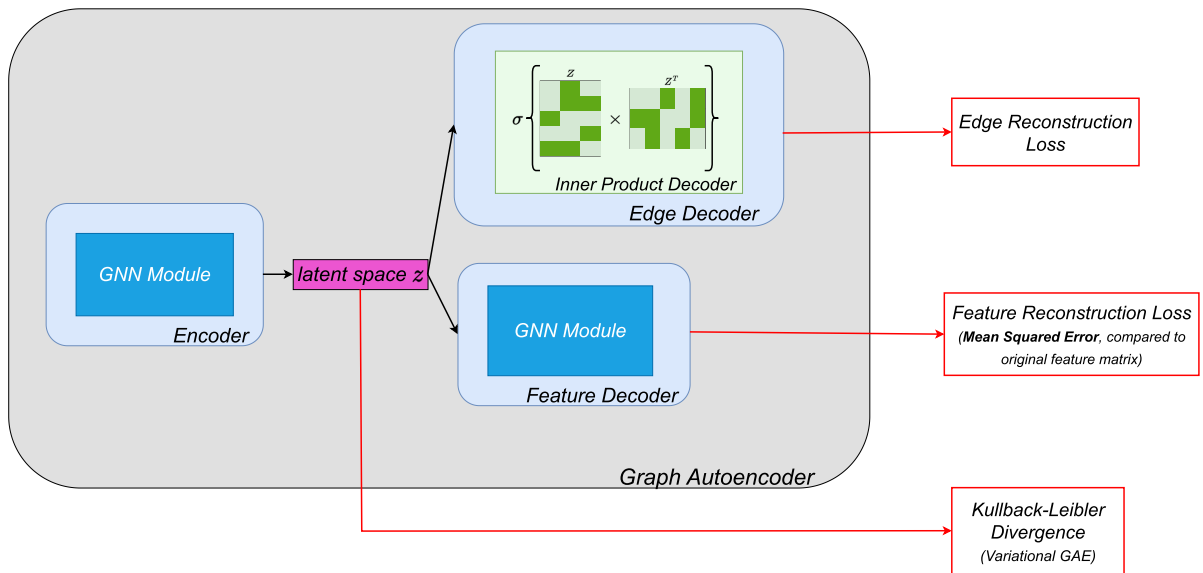 GNN Module
Encoder
latent space z
σ
z
×
zᵀ
Inner Product Decoder
Edge Decoder
GNN Module
Feature Decoder
Graph Autoencoder
Edge Reconstruction
Loss
Feature Reconstruction Loss
(Mean Squared Error, compared to
original feature matrix)
Kullback-Leibler
Divergence
(Variational GAE)